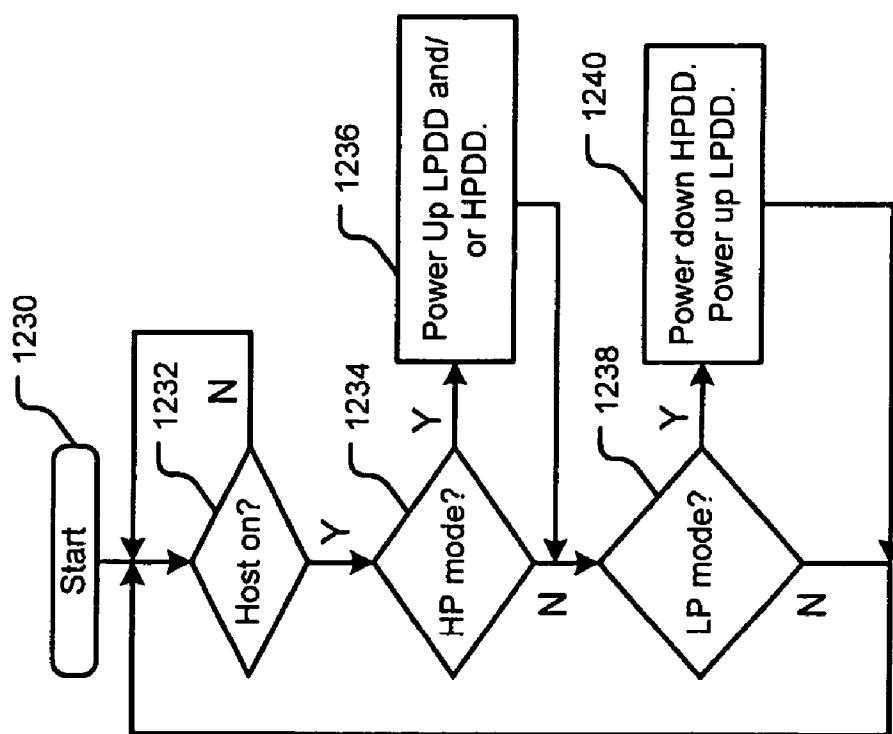 Start
1230
Host on?
1232
N
Y
HP mode?
1234
Y
N
Power Up LPDD and/
or HPDD.
1236
LP mode?
1238
Y
N
Power down HPDD.
Power up LPDD.
1240